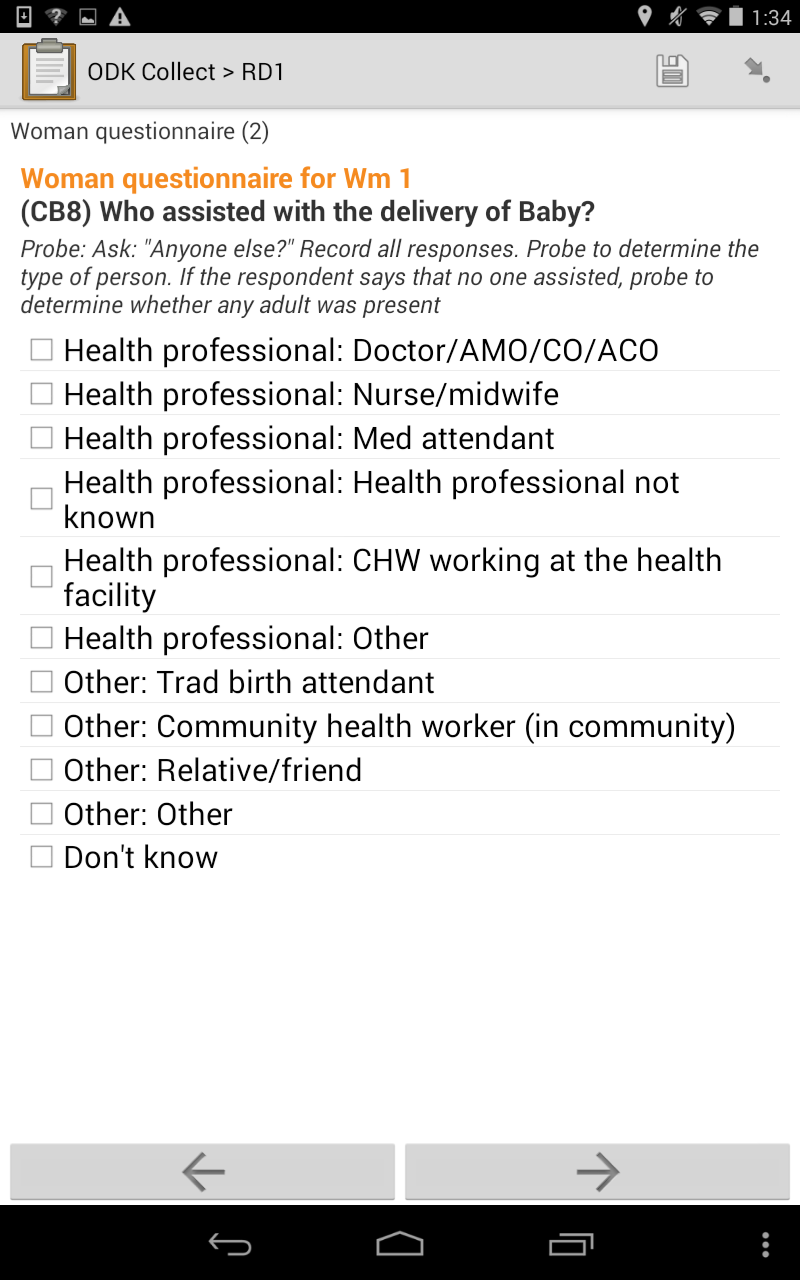 1:34
ODK Collect > RD1
Woman questionnaire (2)
Woman questionnaire for Wm 1
(CB8) Who assisted with the delivery of Baby?
Probe: Ask: "Anyone else?" Record all responses. Probe to determine the
type of person. If the respondent says that no one assisted, probe to
determine whether any adult was present
Health professional: Doctor/AMO/CO/ACO
Health professional: Nurse/midwife
Health professional: Med attendant
Health professional: Health professional not
known
Health professional: CHW working at the health
facility
Health professional: Other
Other: Trad birth attendant
Other: Community health worker (in community)
Other: Relative/friend
Other: Other
Don't know